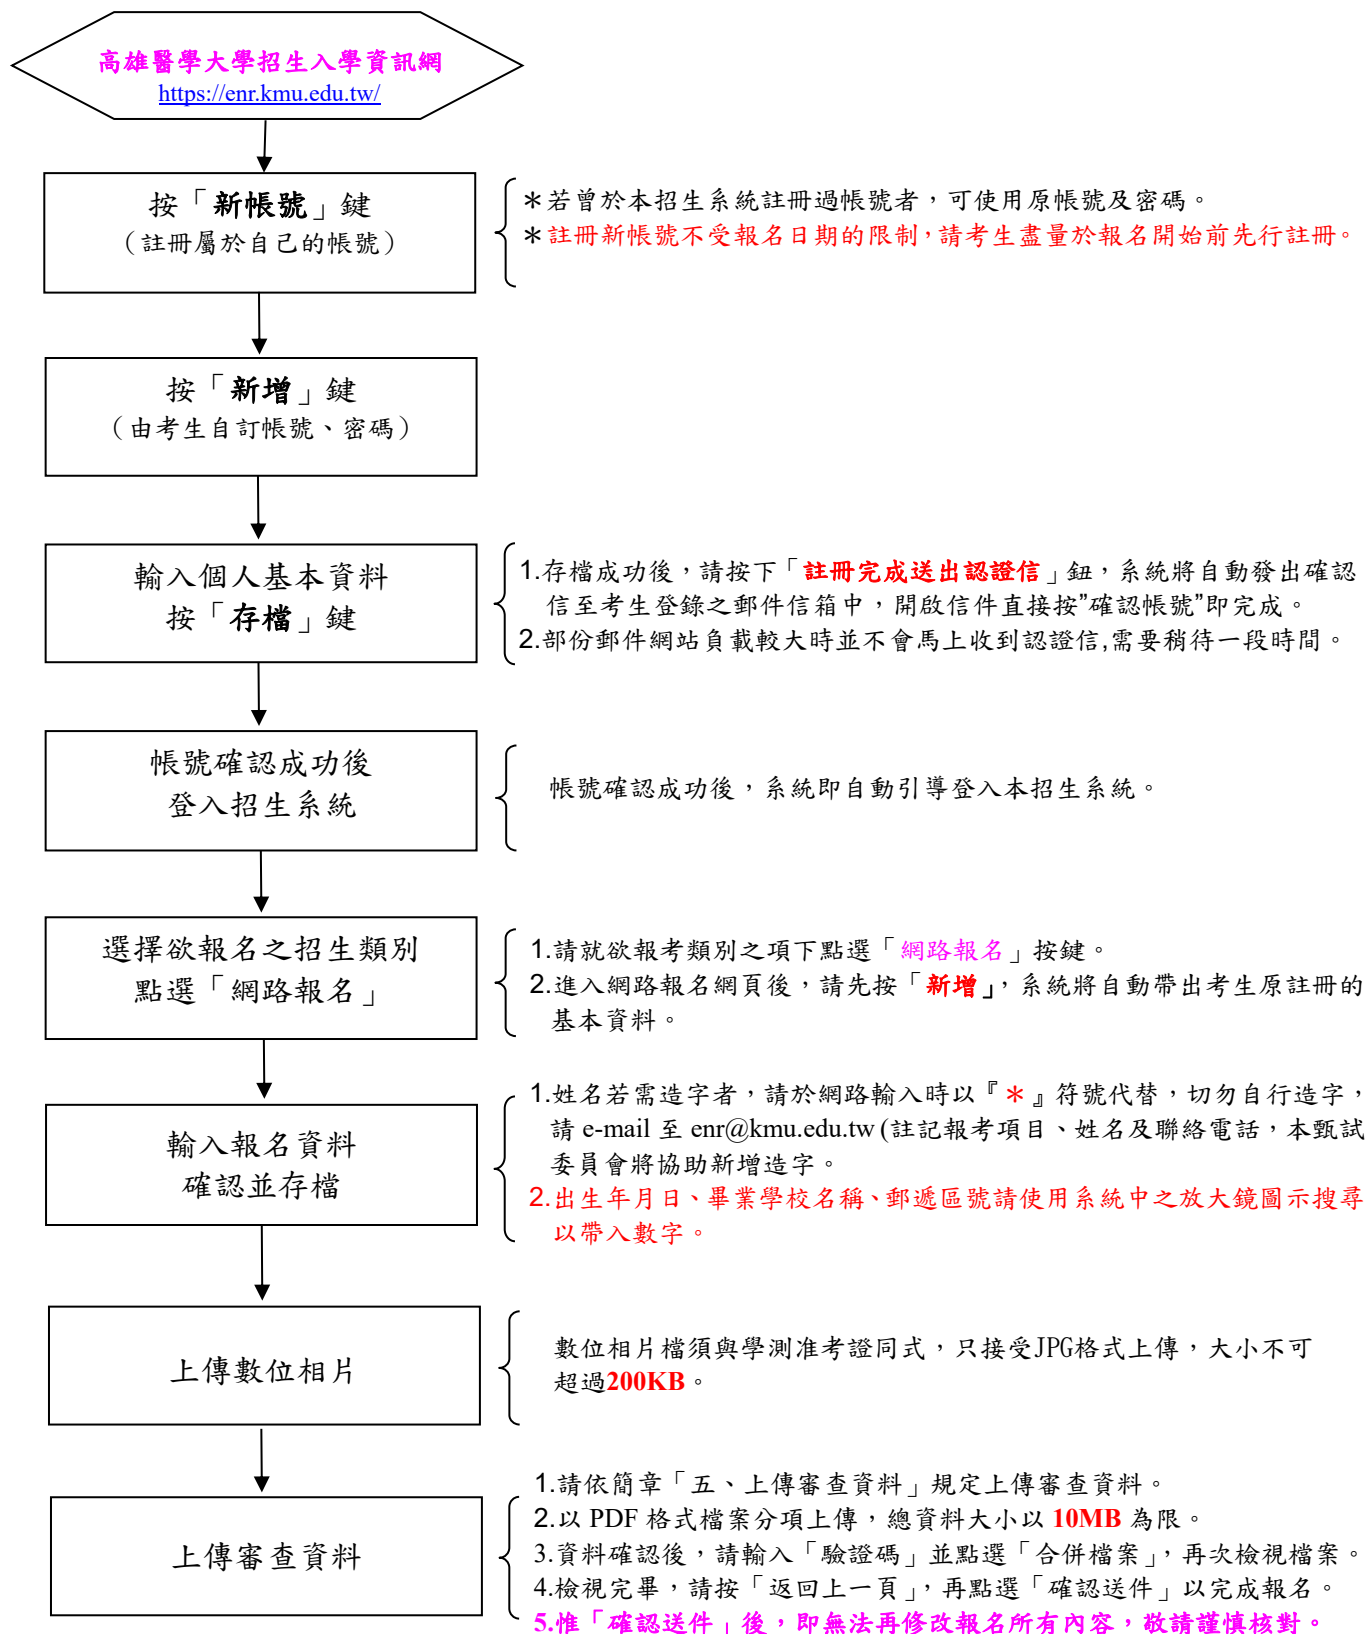 高雄醫學大學招生入學資訊網
https://enr.kmu.edu.tw/
按「新帳號」鍵
（註冊屬於自己的帳號）
＊若曾於本招生系統註冊過帳號者，可使用原帳號及密碼。
＊註冊新帳號不受報名日期的限制，請考生盡量於報名開始前先行註冊。
按「新增」鍵
（由考生自訂帳號、密碼）
輸入個人基本資料
按「存檔」鍵
1.存檔成功後，請按下「註冊完成送出認證信」鈕，系統將自動發出確認
信至考生登錄之郵件信箱中，開啟信件直接按”確認帳號”即完成。
2.部份郵件網站負載較大時並不會馬上收到認證信,需要稍待一段時間。
帳號確認成功後
登入招生系統
帳號確認成功後，系統即自動引導登入本招生系統。
選擇欲報名之招生類別
點選「網路報名」
1.請就欲報考類別之項下點選「網路報名」按鍵。
2.進入網路報名網頁後，請先按「新增」，系統將自動帶出考生原註冊的
基本資料。
輸入報名資料
確認並存檔
1.姓名若需造字者，請於網路輸入時以『＊』符號代替，切勿自行造字，
請 e-mail 至 enr@kmu.edu.tw (註記報考項目、姓名及聯絡電話，本甄試
委員會將協助新增造字。
2.出生年月日、畢業學校名稱、郵遞區號請使用系統中之放大鏡圖示搜尋
以帶入數字。
上傳數位相片
數位相片檔須與學測准考證同式，只接受JPG格式上傳，大小不可
超過200KB。
上傳審查資料
1.請依簡章「五、上傳審查資料」規定上傳審查資料。
2.以 PDF 格式檔案分項上傳，總資料大小以 10MB 為限。
3.資料確認後，請輸入「驗證碼」並點選「合併檔案」，再次檢視檔案。
4.檢視完畢，請按「返回上一頁」，再點選「確認送件」以完成報名。
5.惟「確認送件」後，即無法再修改報名所有內容，敬請謹慎核對。